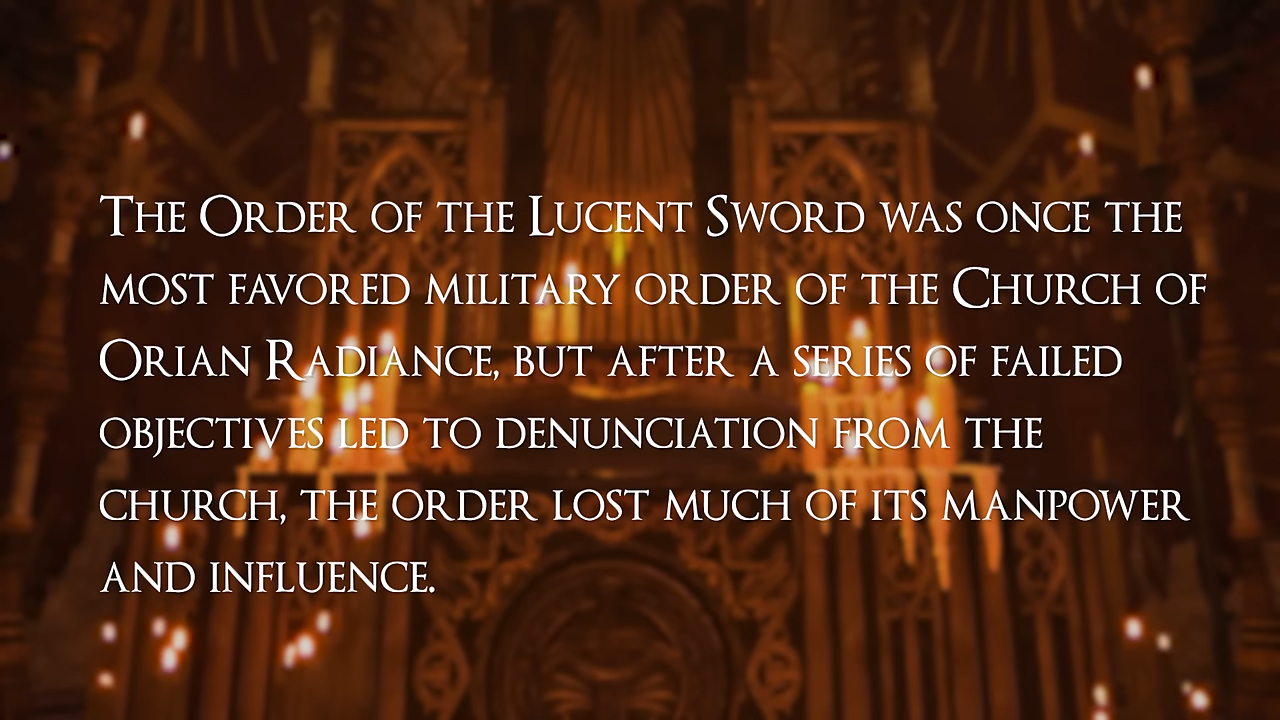 The Order of the Lucent Sword was once the
most favored military order of the Church of
Orian Radiance, but after a series of failed
objectives led to denunciation from the
church, the order lost much of its manpower
and influence.